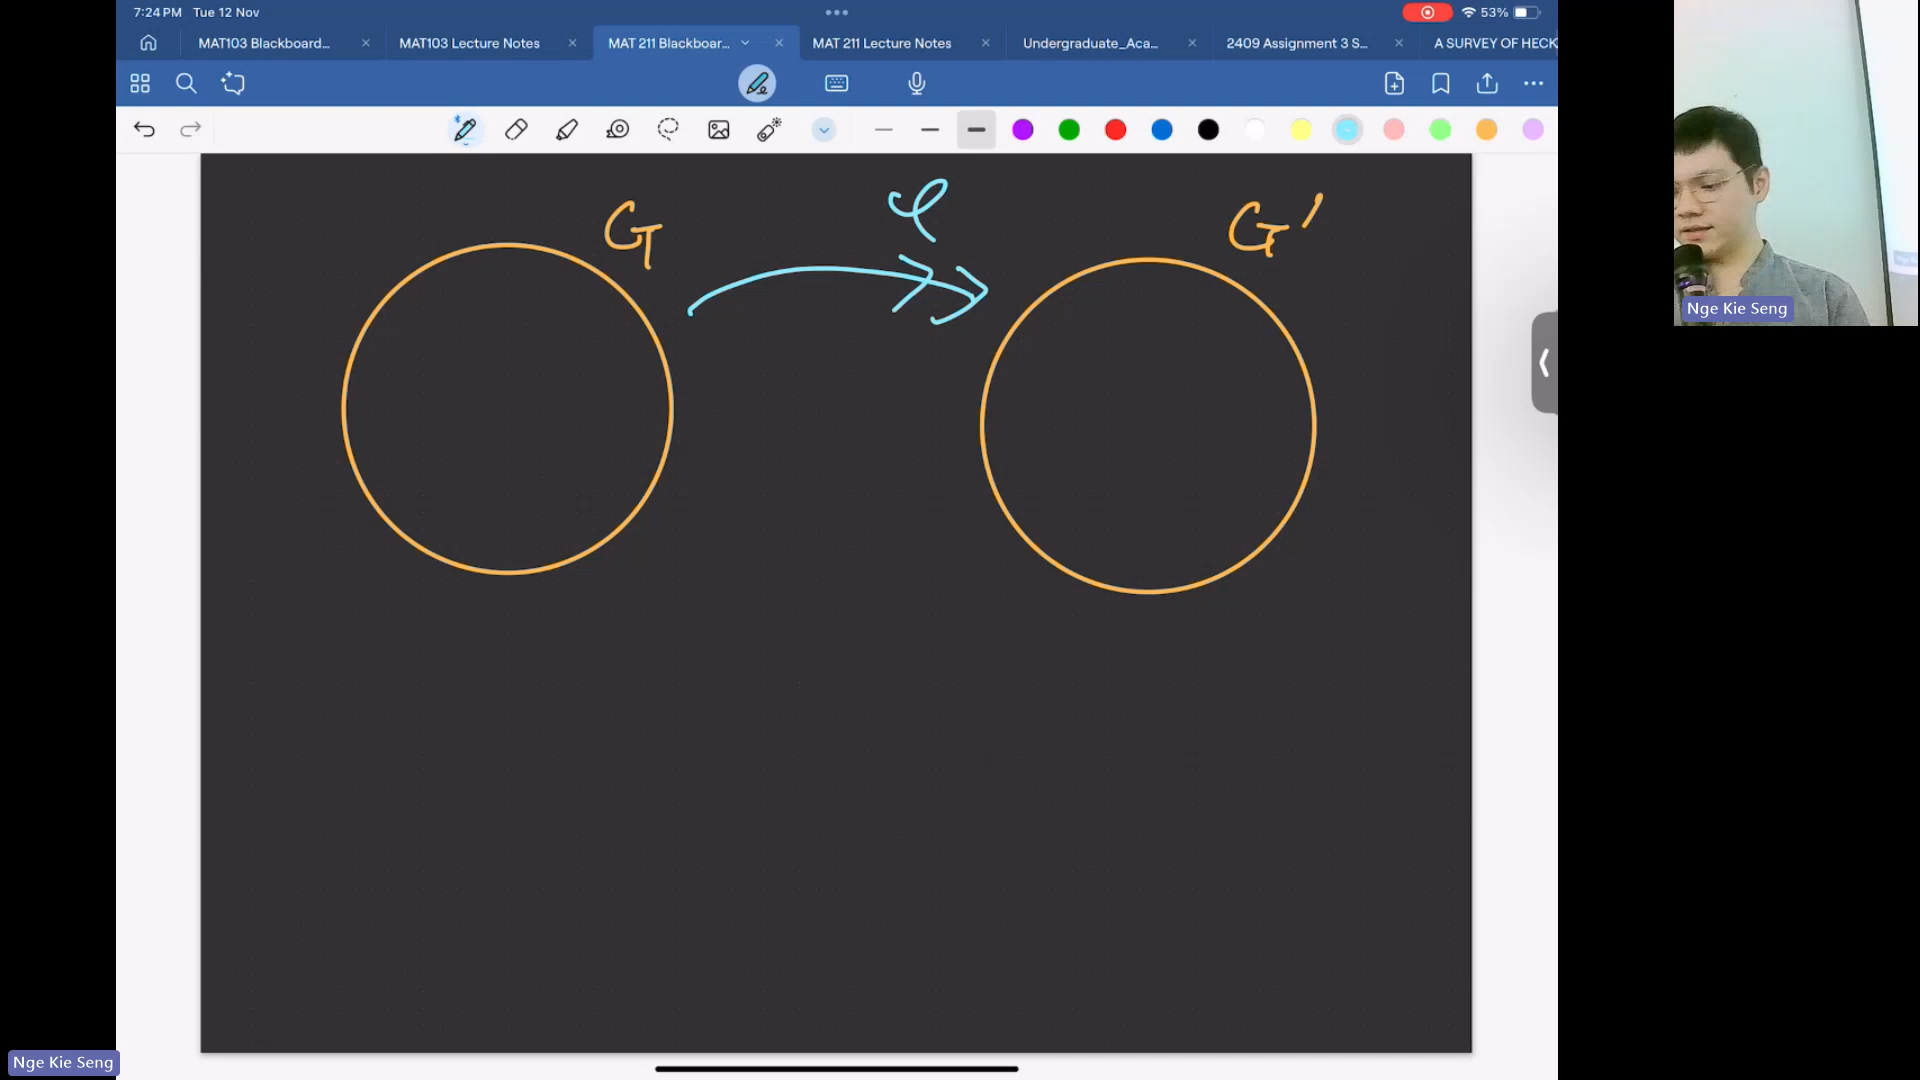 7:24 PM Tue 12 Nov
53%
MAT103 Blackboard...
MAT103 Lecture Notes
MAT 211 Blackboar...
MAT 211 Lecture Notes
Undergraduate_Aca...
2409 Assignment 3 S...
A SURVEY OF HECK
G
φ
G'
Nge Kie Seng
Nge Kie Seng